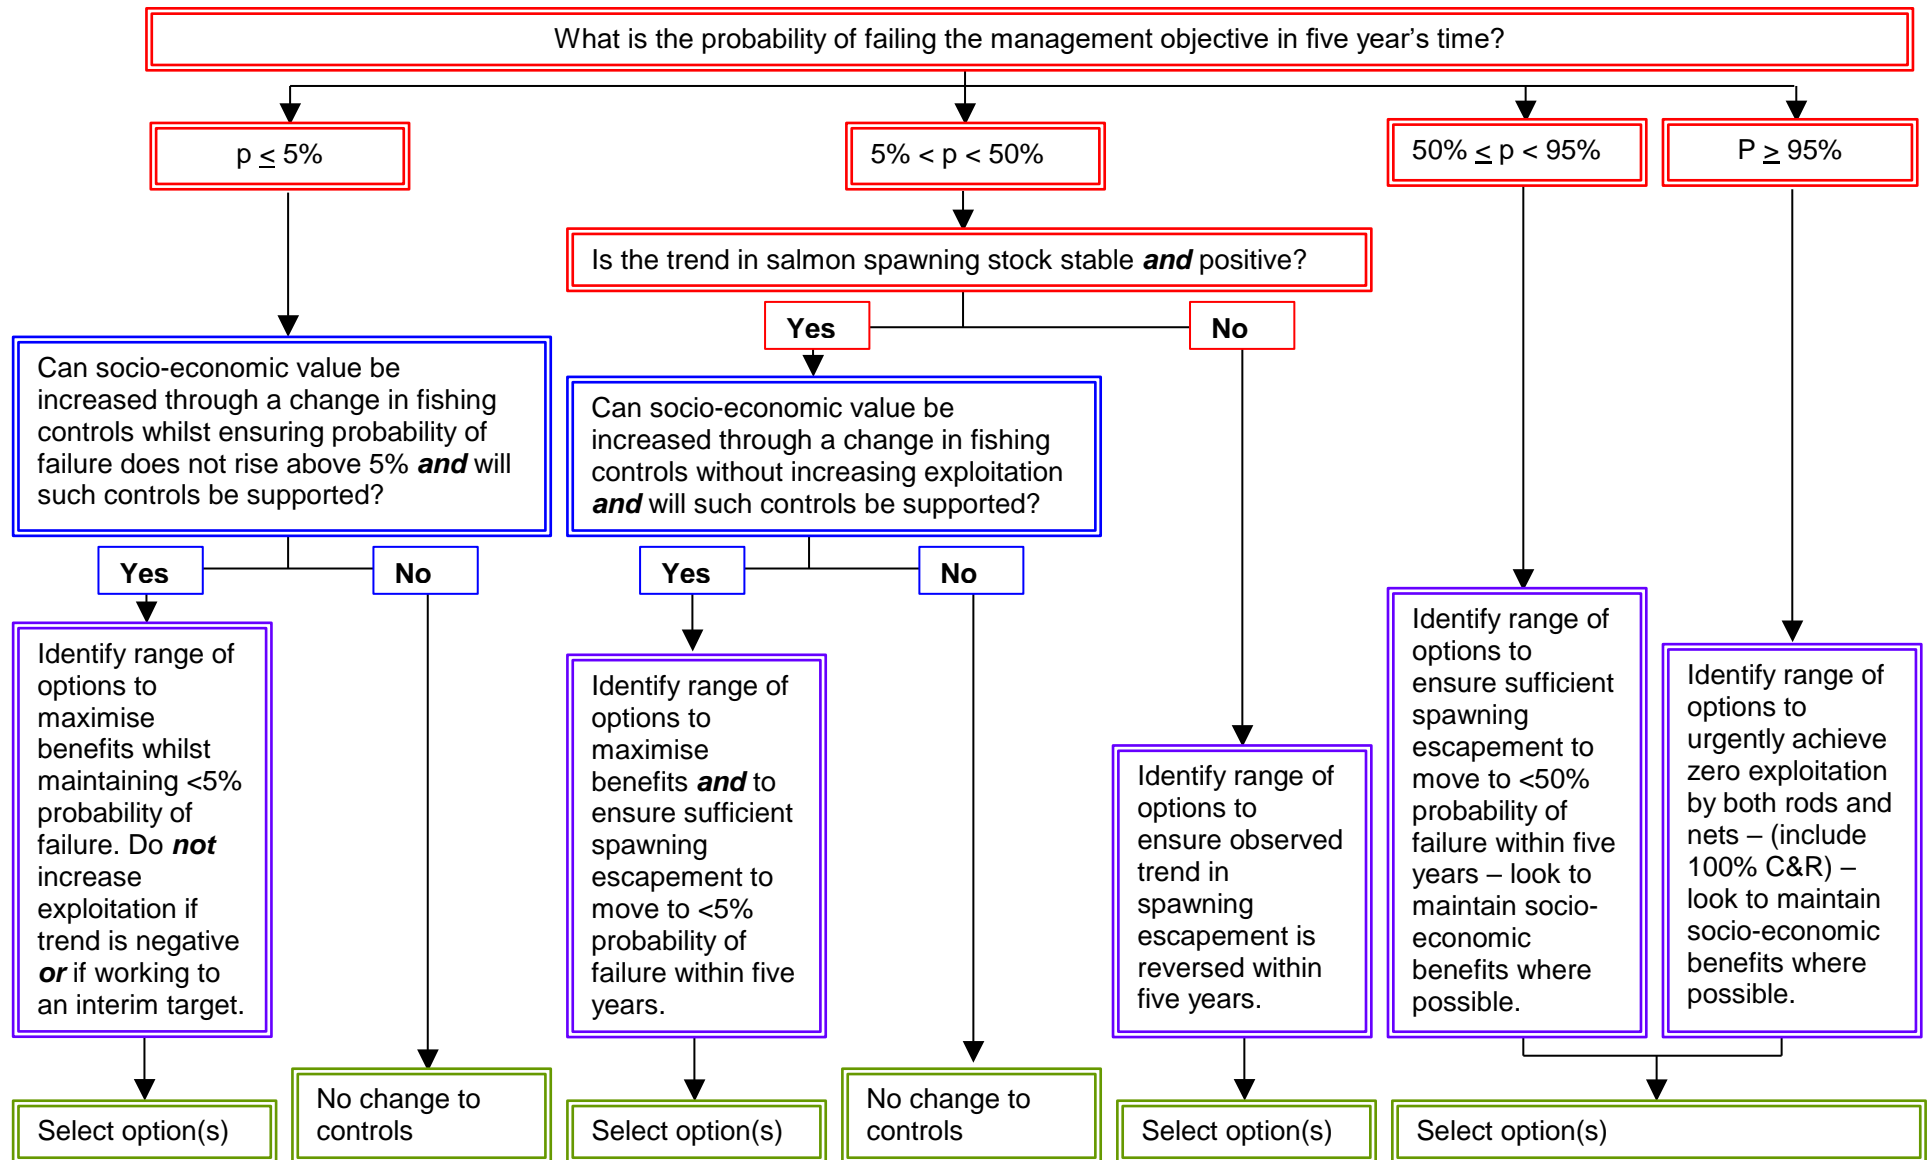 What is the probability of failing the management objective in five year's time?
p ≤ 5%
5% < p < 50%
50% ≤ p < 95%
P ≥ 95%
Is the trend in salmon spawning stock stable and positive?
Yes
No
Can socio-economic value be
increased through a change in fishing
controls whilst ensuring probability of
failure does not rise above 5% and will
such controls be supported?
Can socio-economic value be
increased through a change in fishing
controls without increasing exploitation
and will such controls be supported?
Yes
No
Yes
No
Identify range of
options to
maximise
benefits whilst
maintaining <5%
probability of
failure. Do not
increase
exploitation if
trend is negative
or if working to
an interim target.
Identify range of
options to
maximise
benefits and to
ensure sufficient
spawning
escapement to
move to <5%
probability of
failure within five
years.
Identify range of
options to
ensure observed
trend in
spawning
escapement is
reversed within
five years.
Identify range of
options to
ensure sufficient
spawning
escapement to
move to <50%
probability of
failure within five
years – look to
maintain socio-
economic
benefits where
possible.
Identify range of
options to
urgently achieve
zero exploitation
by both rods and
nets – (include
100% C&R) –
look to maintain
socio-economic
benefits where
possible.
Select option(s)
No change to
controls
Select option(s)
No change to
controls
Select option(s)
Select option(s)